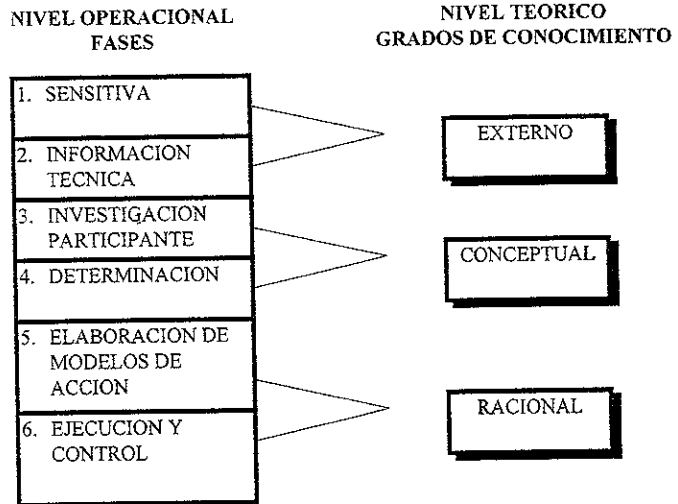 NIVEL OPERACIONAL
FASES
NIVEL TEORICO
GRADOS DE CONOCIMIENTO
1. SENSITIVA
2. INFORMACION
TECNICA
3. INVESTIGACION
PARTICIPANTE
4. DETERMINACION
5. ELABORACION DE
MODELOS DE
ACCION
6. EJECUCION Y
CONTROL
EXTERNO
CONCEPTUAL
RACIONAL